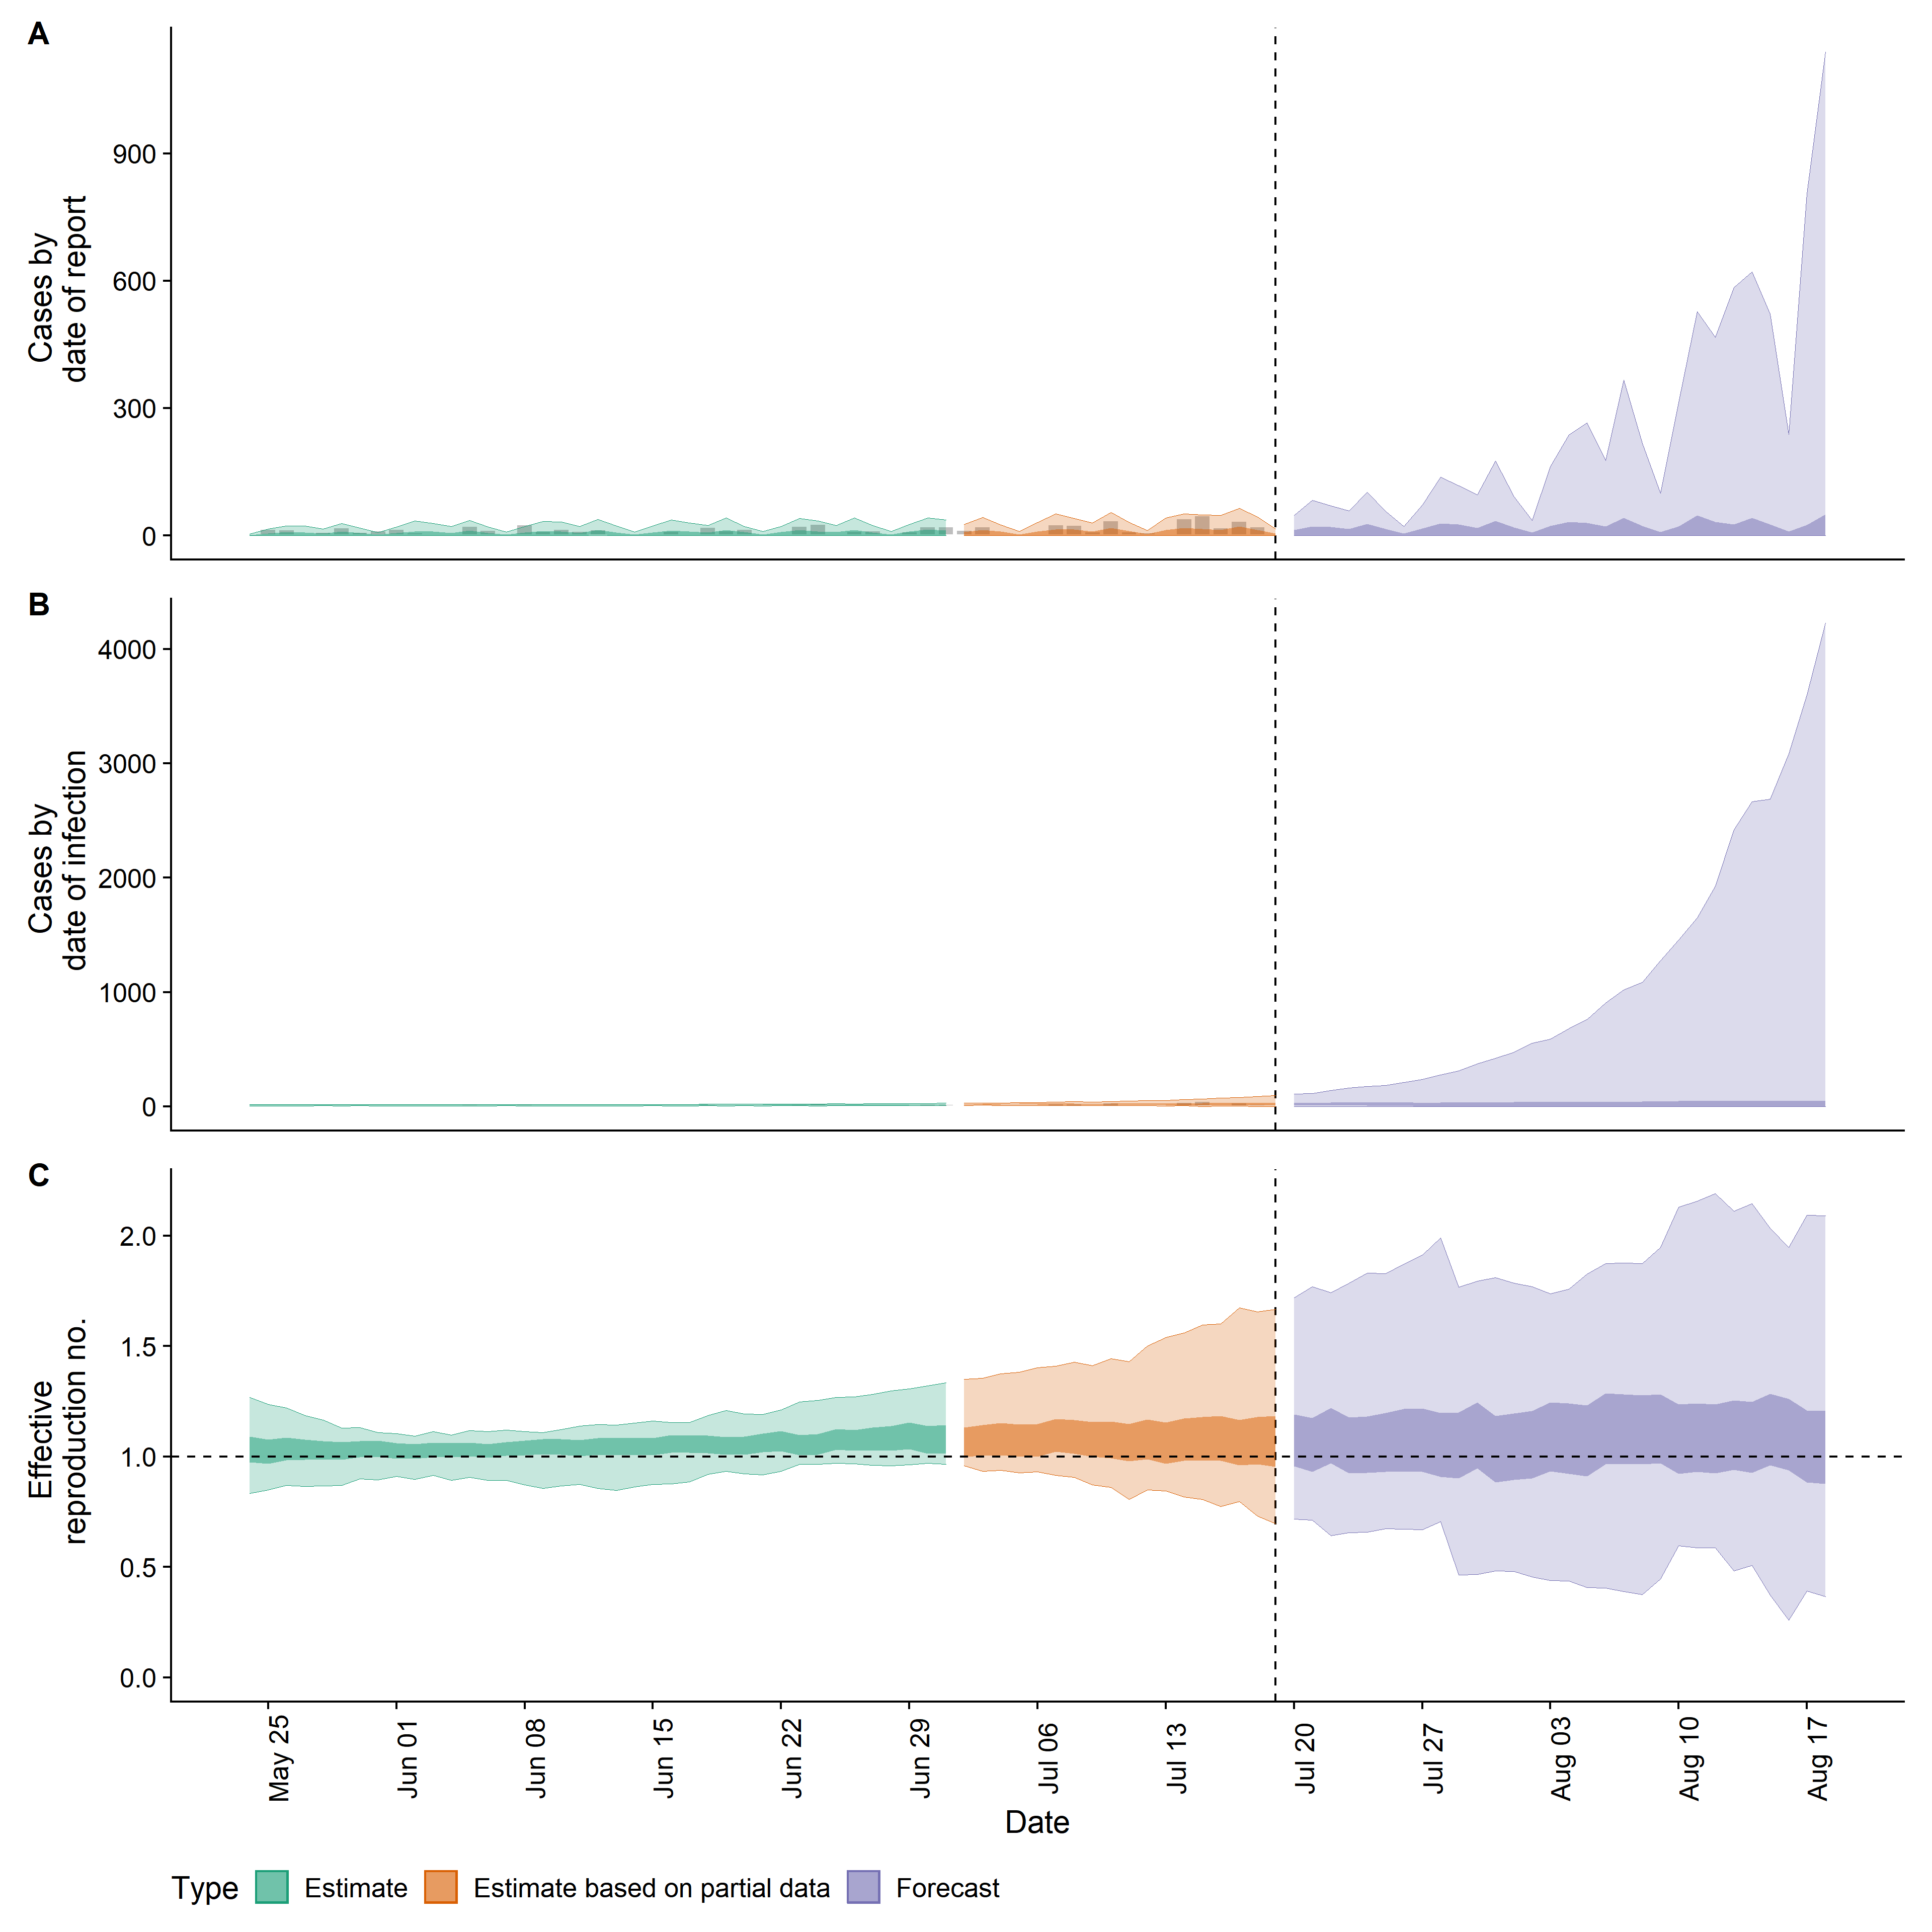 A
Cases by
date of report
900
600
300
0
B
Cases by
date of infection
4000
3000
2000
1000
0
C
Effective
reproduction no.
2.0
1.5
1.0
0.5
0.0
May 25
Jun 01
Jun 08
Jun 15
Jun 22
Jun 29
Jul 06
Jul 13
Jul 20
Jul 27
Aug 03
Aug 10
Aug 17
Date
Type Estimate Estimate based on partial data Forecast